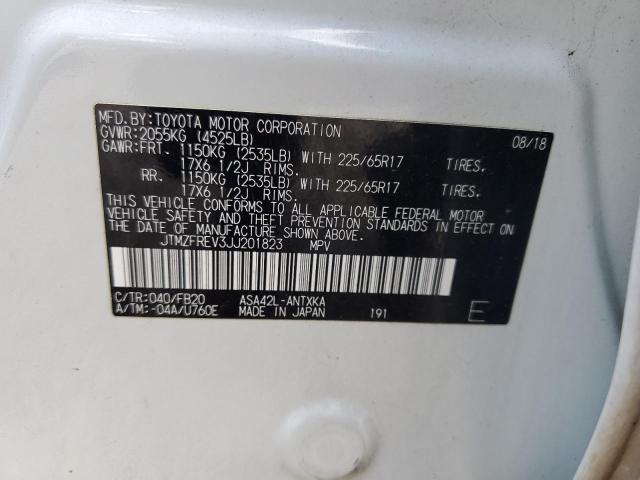 MFD.BY:TOYOTA MOTOR CORPORATION 08/18
GVWR:2055KG (4525LB)
GAWR:FRT. 1150KG (2535LB) WITH 225/65R17 TIRES.
17X6 1/2J RIMS.
RR. 1150KG (2535LB) WITH 225/65R17 TIRES.
17X6 1/2J RIMS.
THIS VEHICLE CONFORMS TO ALL APPLICABLE FEDERAL MOTOR
VEHICLE SAFETY AND THEFT PREVENTION STANDARDS IN EFFECT ON
THE DATE OF MANUFACTURE SHOWN ABOVE.
JTMZFREV3JJ201823 MPV
C/TR:040/FB20 ASA42L-ANTXKA
A/TM:-04A/U760E MADE IN JAPAN 191 E